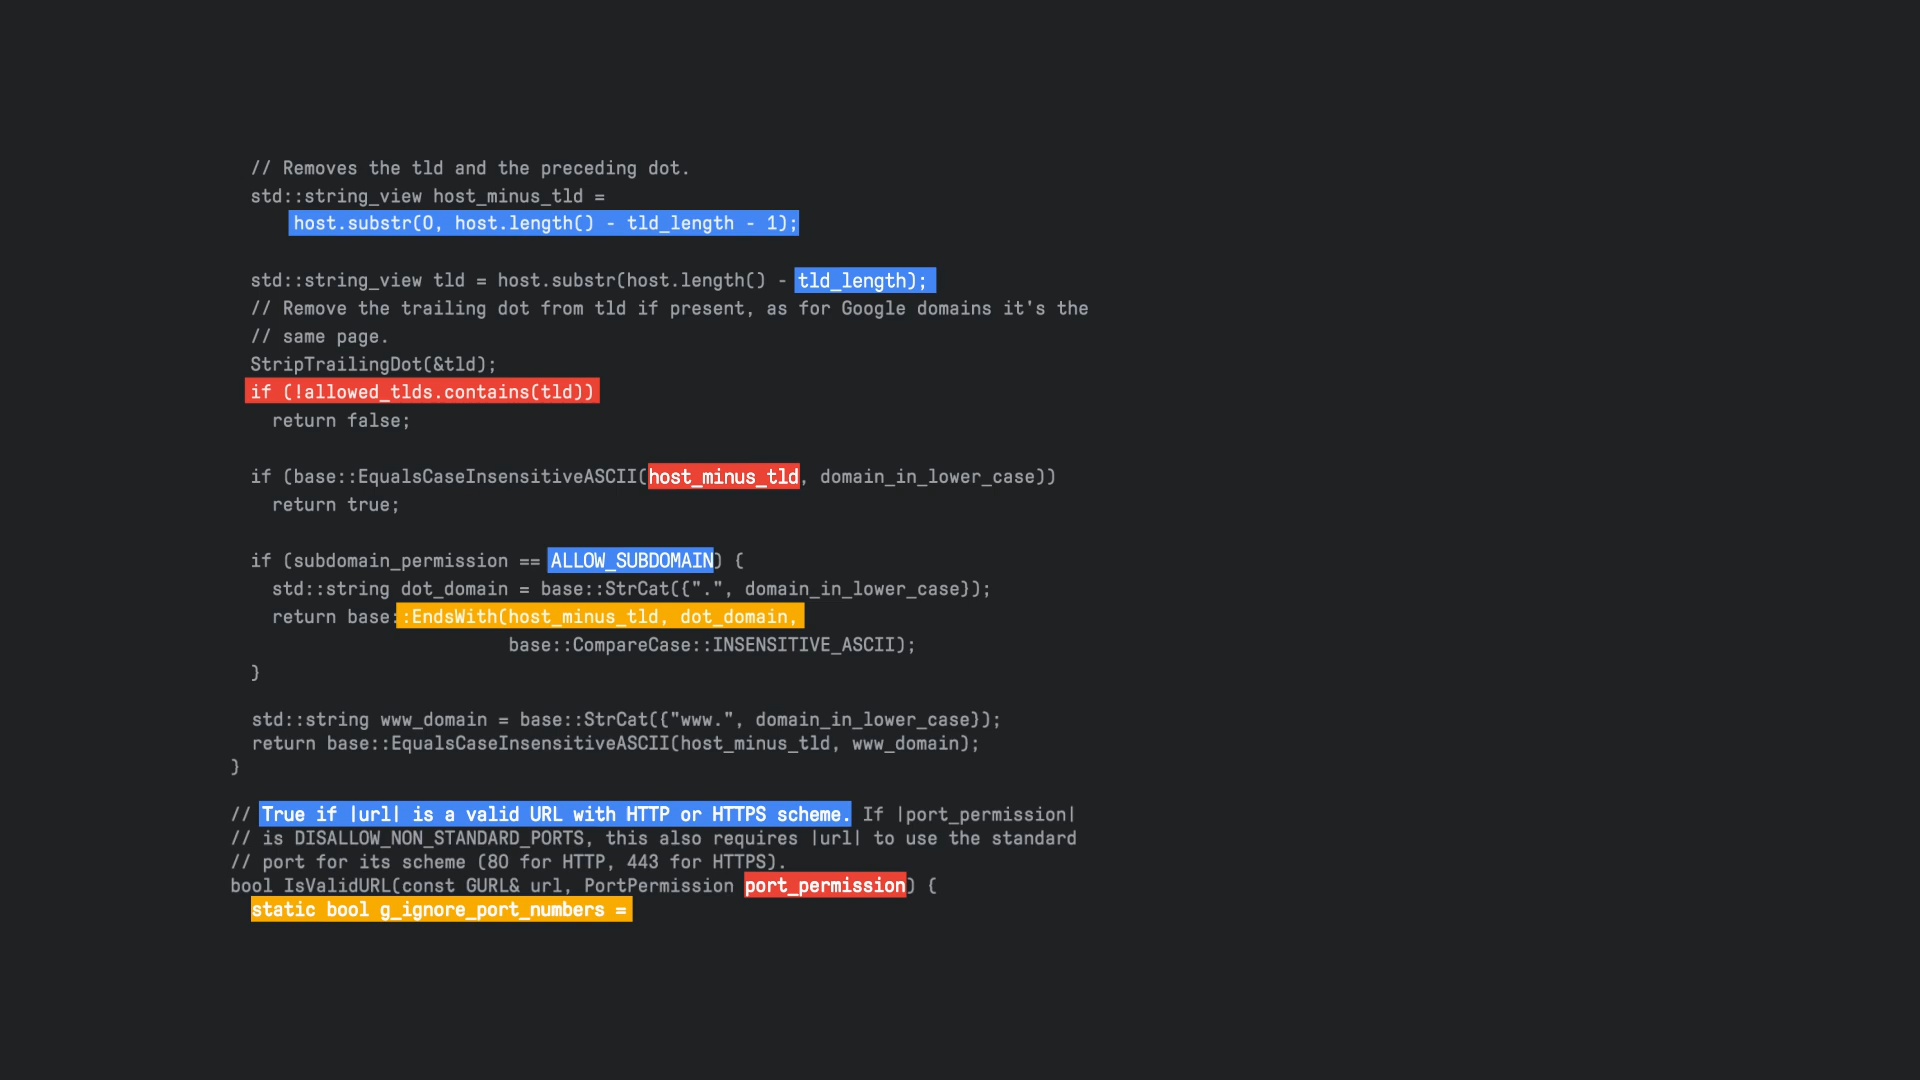 // Removes the tld and the preceding dot.
std::string_view host_minus_tld =
host.substr(0, host.length() - tld_length - 1);
std::string_view tld = host.substr(host.length() - tld_length);
// Remove the trailing dot from tld if present, as for Google domains it's the
// same page.
StripTrailingDot(&tld);
if (!allowed_tlds.contains(tld))
return false;
if (base::EqualsCaseInsensitiveASCII(host_minus_tld, domain_in_lower_case))
return true;
if (subdomain_permission == ALLOW_SUBDOMAIN) {
std::string dot_domain = base::StrCat({".", domain_in_lower_case});
return base::EndsWith(host_minus_tld, dot_domain,
base::CompareCase::INSENSITIVE_ASCII);
}
std::string www_domain = base::StrCat({"www.", domain_in_lower_case});
return base::EqualsCaseInsensitiveASCII(host_minus_tld, www_domain);
}
// True if |url| is a valid URL with HTTP or HTTPS scheme. If |port_permission|
// is DISALLOW_NON_STANDARD_PORTS, this also requires |url| to use the standard
// port for its scheme (80 for HTTP, 443 for HTTPS).
bool IsValidURL(const GURL& url, PortPermission port_permission) {
static bool g_ignore_port_numbers =